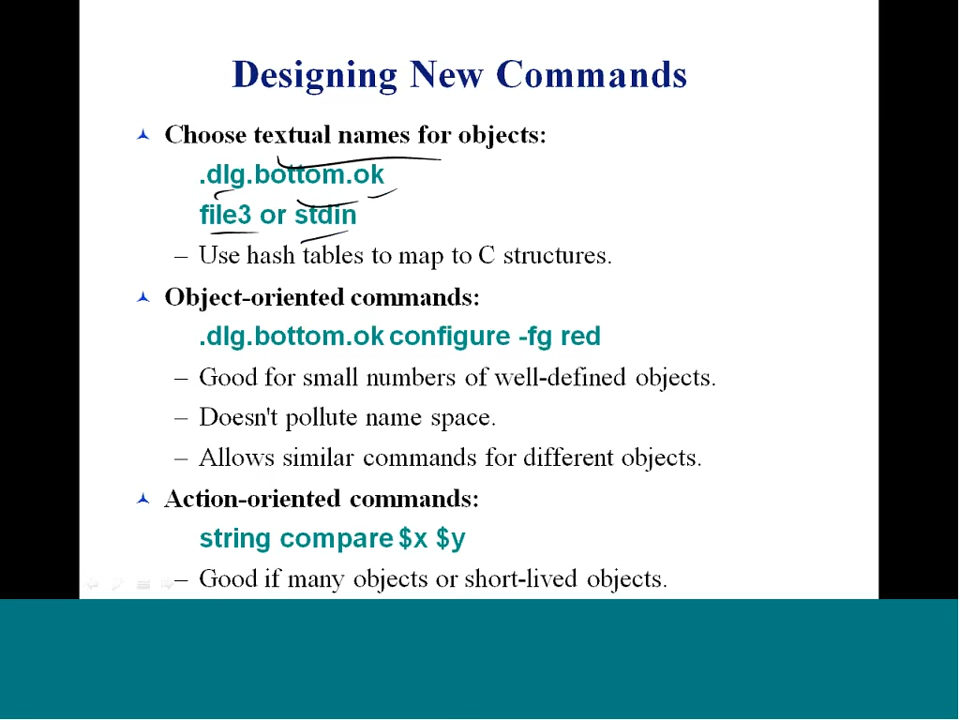 Designing New Commands
Choose textual names for objects:
.dlg.bottom.ok
file3 or stdin
– Use hash tables to map to C structures.
Object-oriented commands:
.dlg.bottom.ok configure -fg red
– Good for small numbers of well-defined objects.
– Doesn't pollute name space.
– Allows similar commands for different objects.
Action-oriented commands:
string compare $x $y
– Good if many objects or short-lived objects.